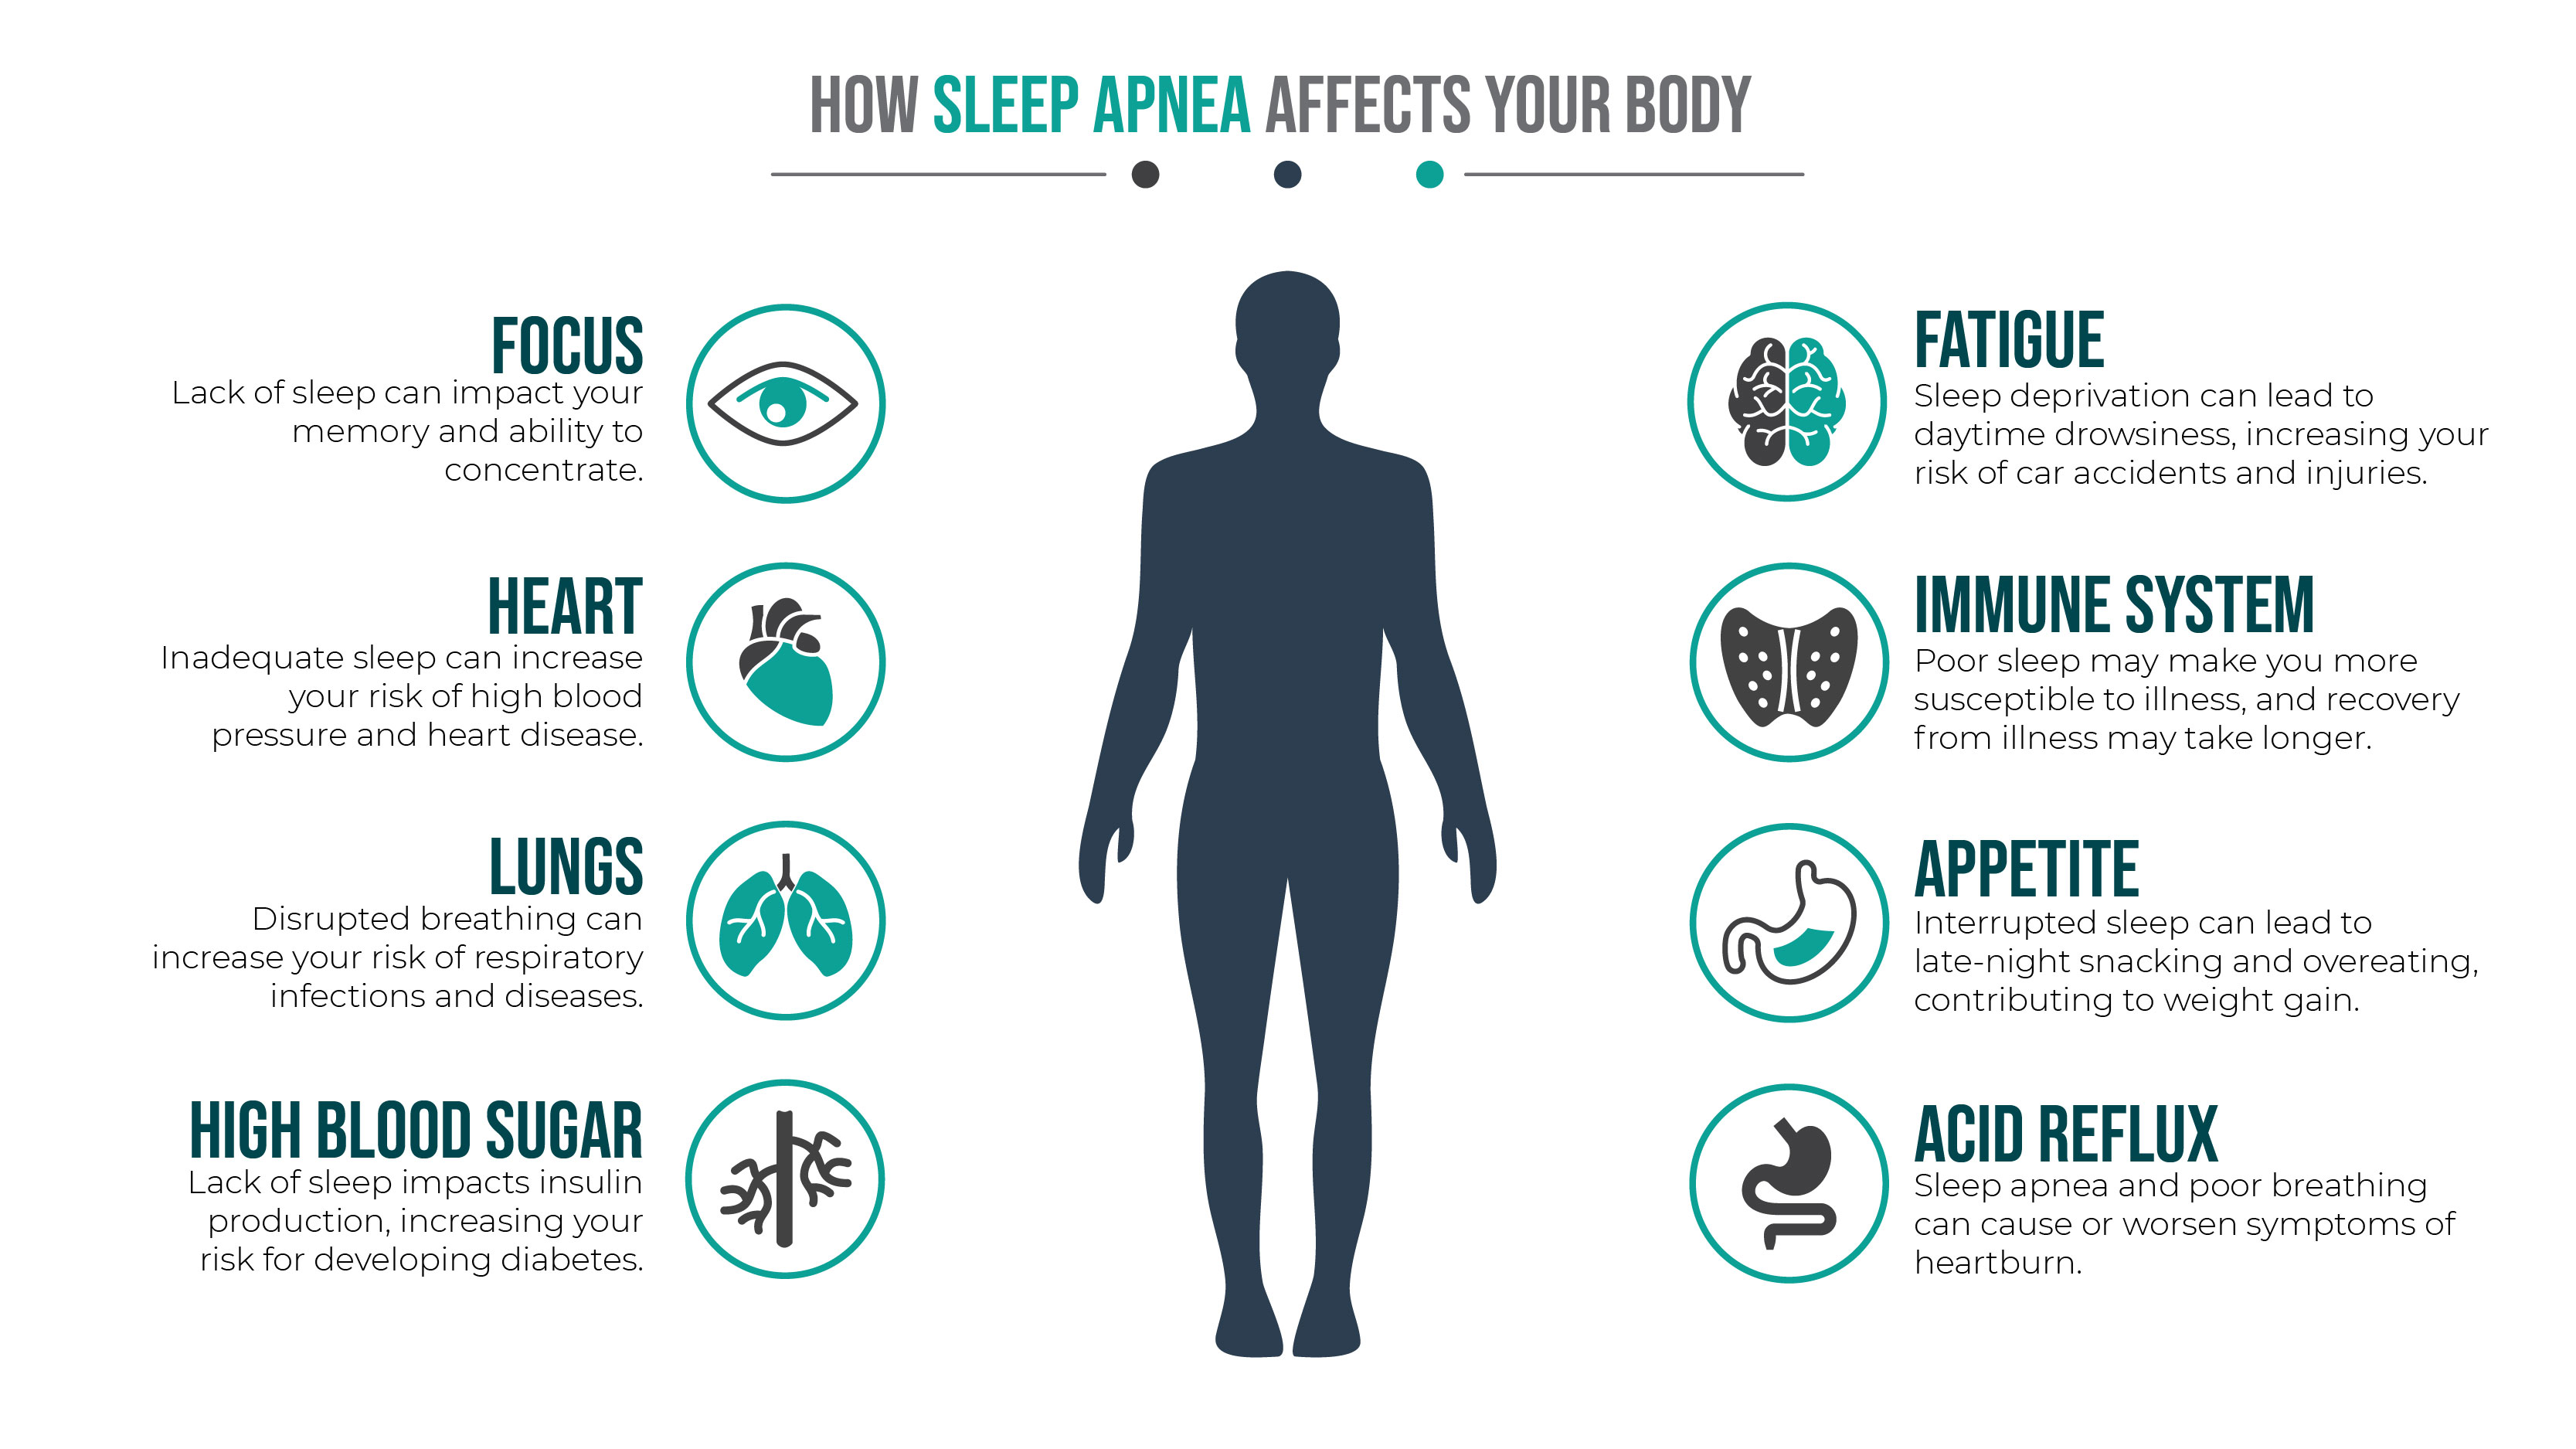 HOW SLEEP APNEA AFFECTS YOUR BODY
FOCUS
Lack of sleep can impact your
memory and ability to
concentrate.
HEART
Inadequate sleep can increase
your risk of high blood
pressure and heart disease.
LUNGS
Disrupted breathing can
increase your risk of respiratory
infections and diseases.
HIGH BLOOD SUGAR
Lack of sleep impacts insulin
production, increasing your
risk for developing diabetes.
FATIGUE
Sleep deprivation can lead to
daytime drowsiness, increasing your
risk of car accidents and injuries.
IMMUNE SYSTEM
Poor sleep may make you more
susceptible to illness, and recovery
from illness may take longer.
APPETITE
Interrupted sleep can lead to
late-night snacking and overeating,
contributing to weight gain.
ACID REFLUX
Sleep apnea and poor breathing
can cause or worsen symptoms of
heartburn.